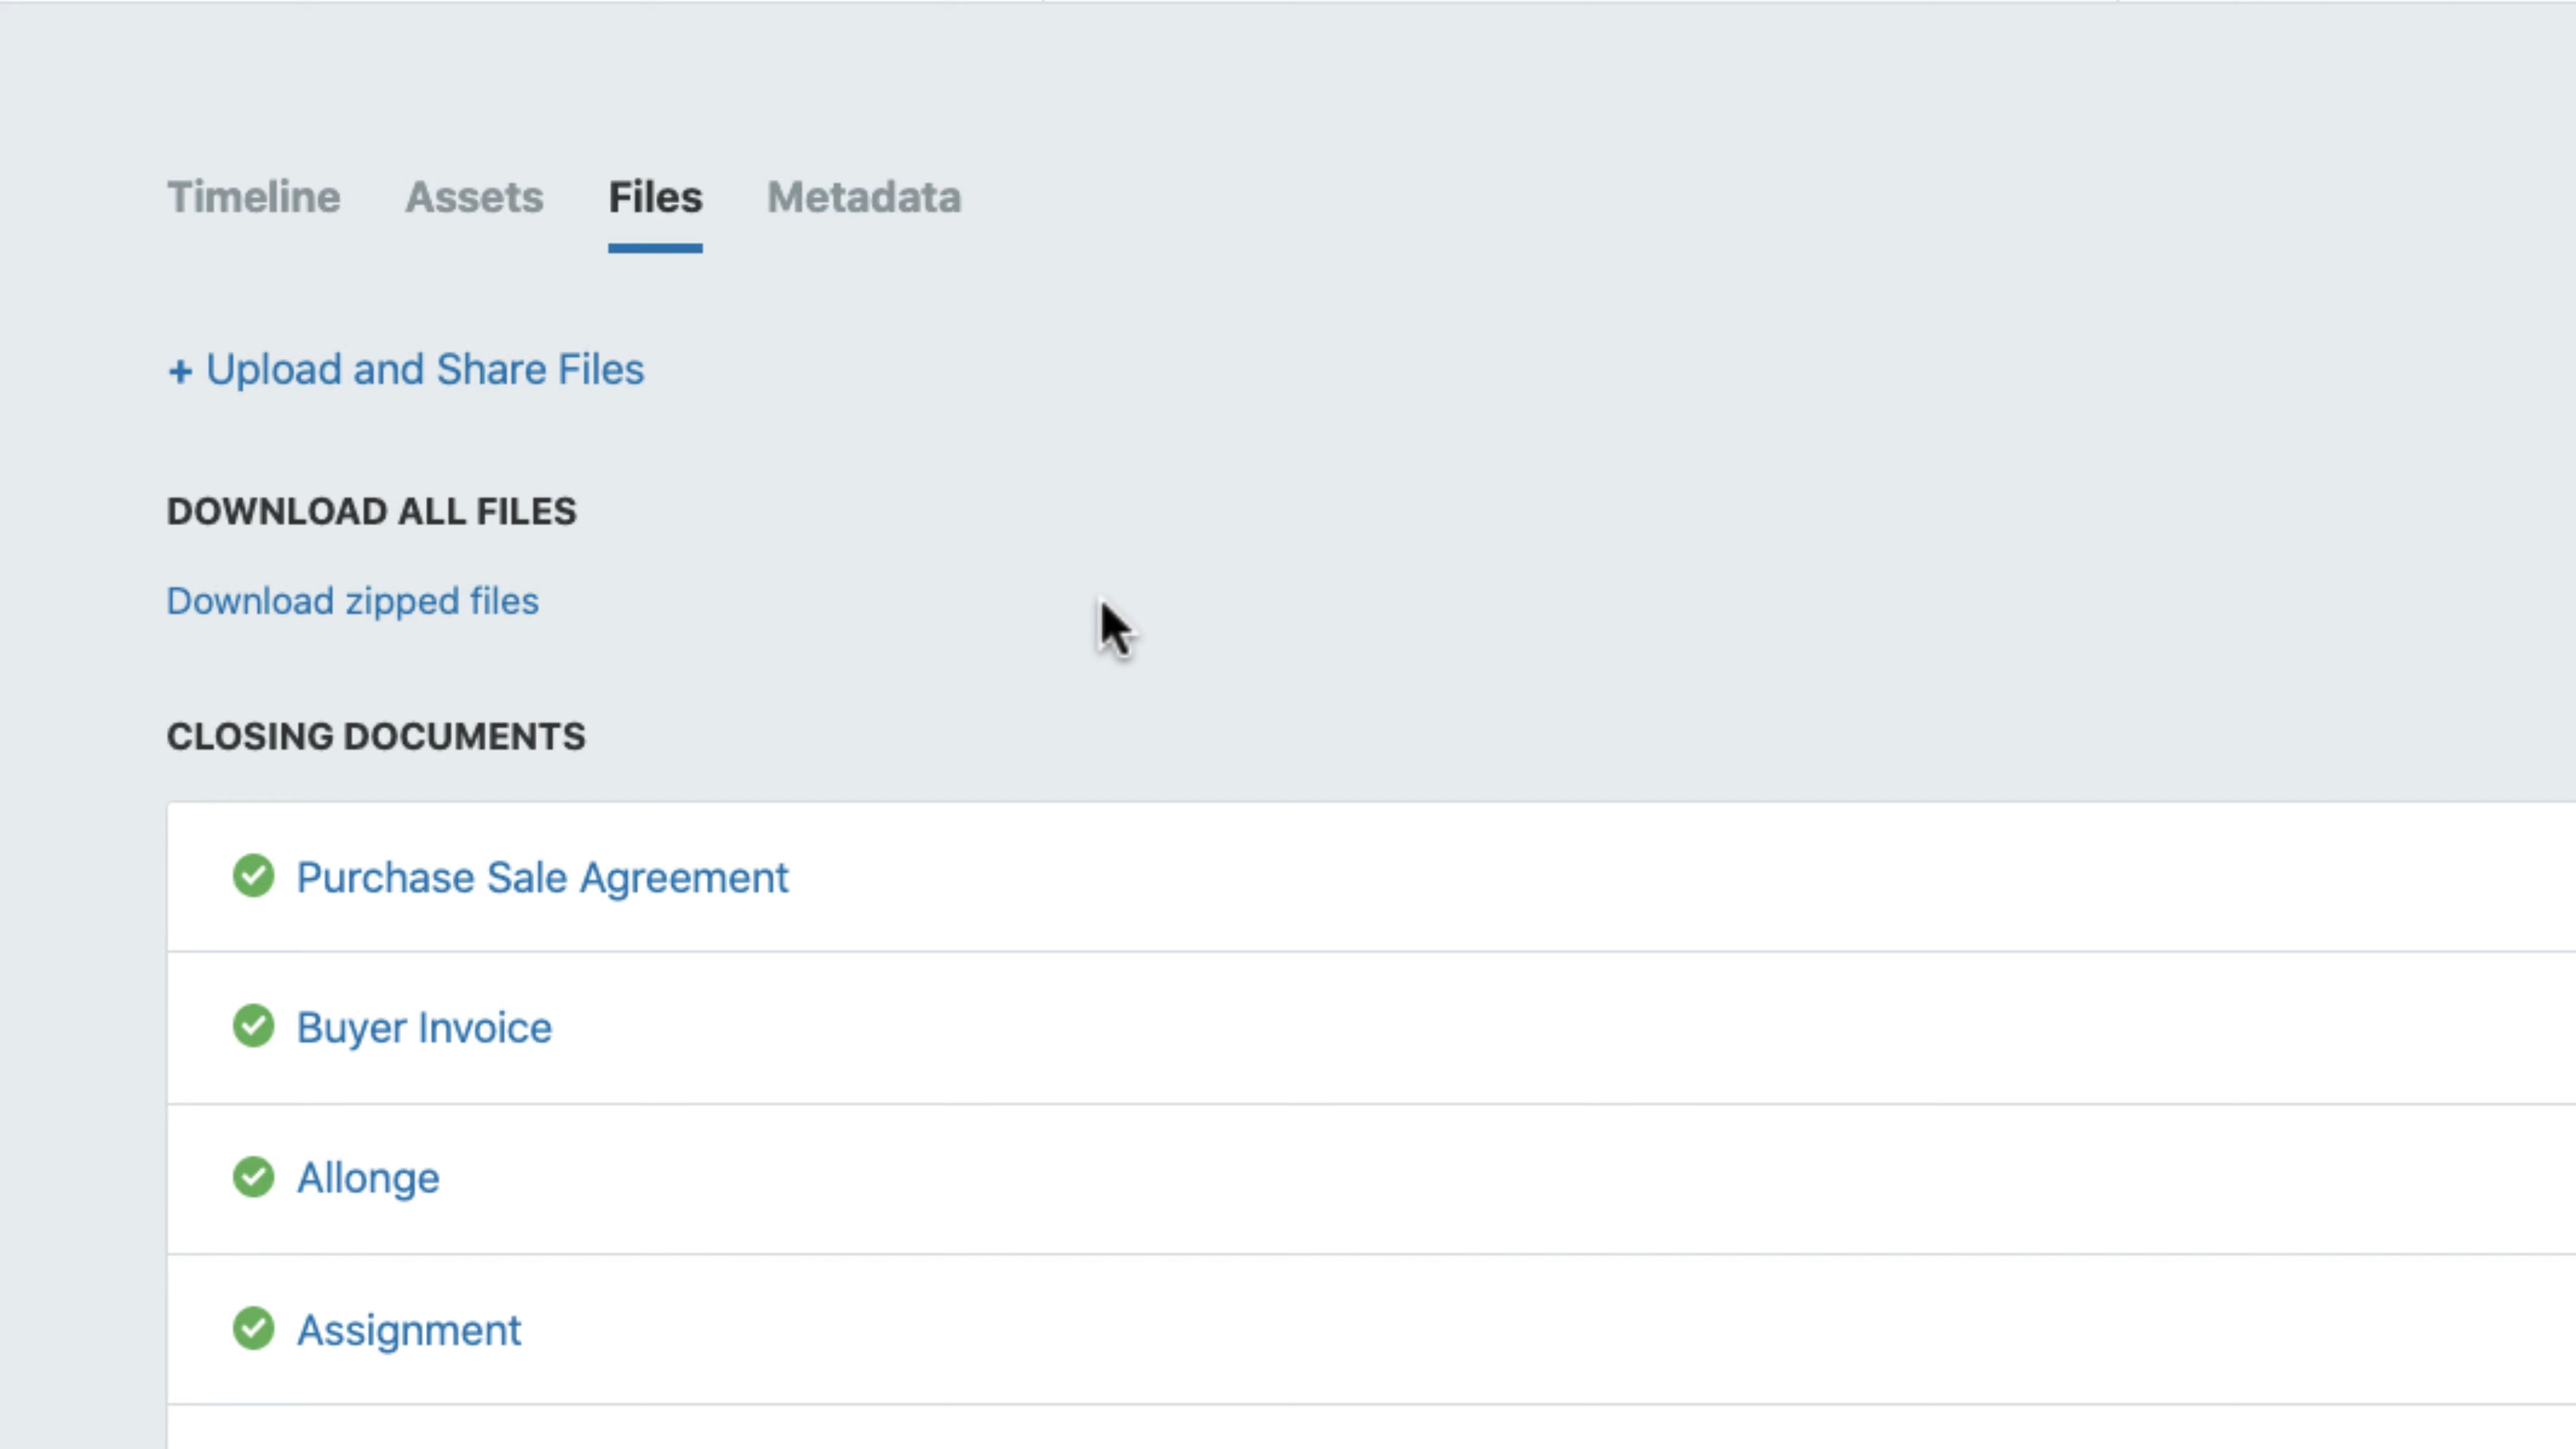 Timeline Assets Files Metadata
+ Upload and Share Files
DOWNLOAD ALL FILES
Download zipped files
CLOSING DOCUMENTS
Purchase Sale Agreement
Buyer Invoice
Allonge
Assignment